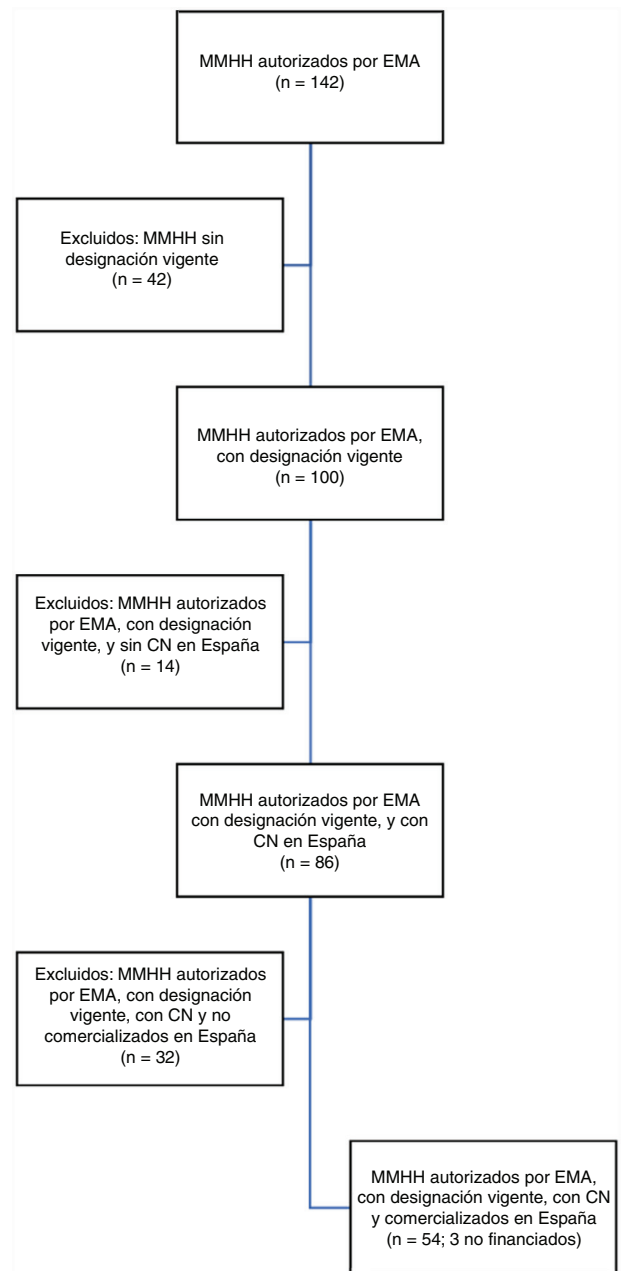 MMHH autorizados por EMA
(n = 142)
Excluidos: MMHH sin
designación vigente
(n = 42)
MMHH autorizados por EMA,
con designación vigente
(n = 100)
Excluidos: MMHH autorizados
por EMA, con designación
vigente, y sin CN en España
(n = 14)
MMHH autorizados por EMA
con designación vigente, y con
CN en España
(n = 86)
Excluidos: MMHH autorizados
por EMA, con designación
vigente, con CN y no
comercializados en España
(n = 32)
MMHH autorizados por EMA,
con designación vigente, con CN
y comercializados en España
(n = 54; 3 no financiados)